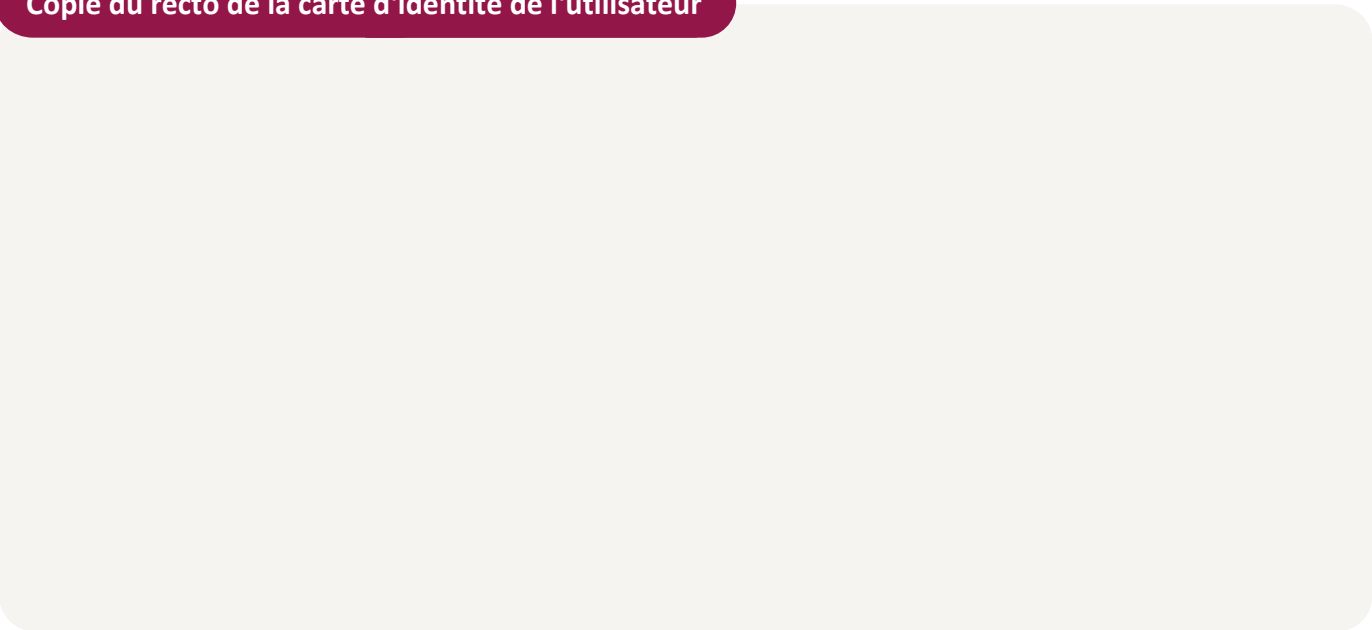 Copie du recto de la carte d'identité de l'utilisateur